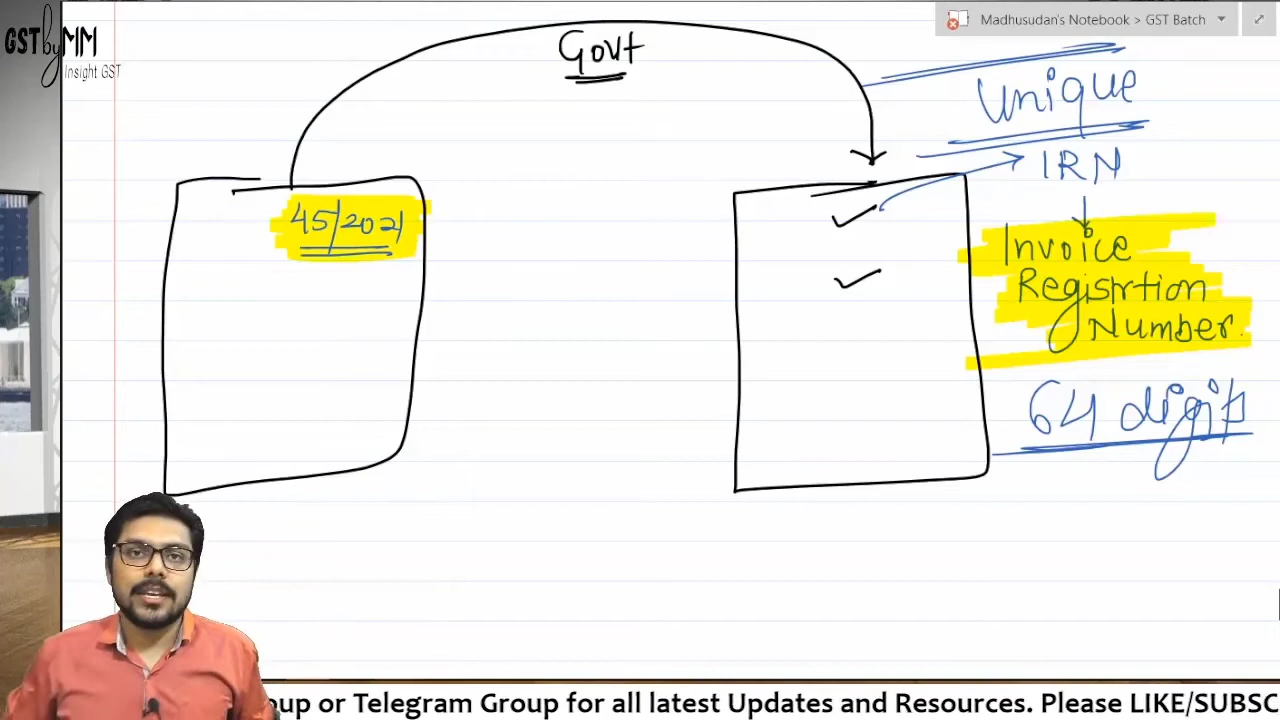 GST by MM
Insight GST
Madhusudan's Notebook > GST Batch
Govt
Unique
IRN
45/2021
Invoice
Regisrtion
Number.
64 digit
oup or Telegram Group for all latest Updates and Resources. Please LIKE/SUBSC